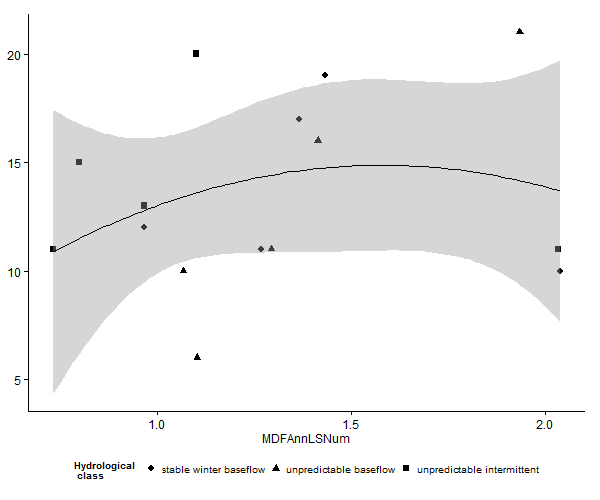 20
15
10
5
1.0 1.5 2.0
MDFAnnLSNum
Hydrological
class
stable winter baseflow unpredictable baseflow unpredictable intermittent